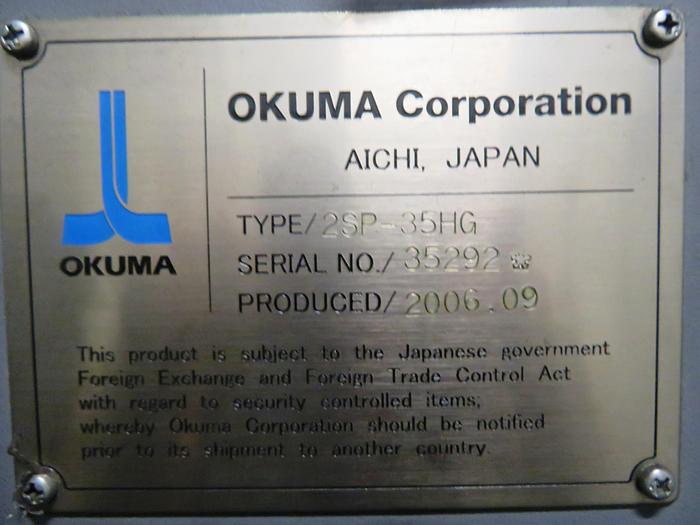 OKUMA
OKUMA Corporation
AICHI, JAPAN
TYPE/2SP-35HG
SERIAL NO./35292
PRODUCED/2006.09
This product is subject to the Japanese government
Foreign Exchange and Foreign Trade Control Act
with regard to security controlled items;
whereby Okuma Corporation should be notified
prior to its shipment to another country.